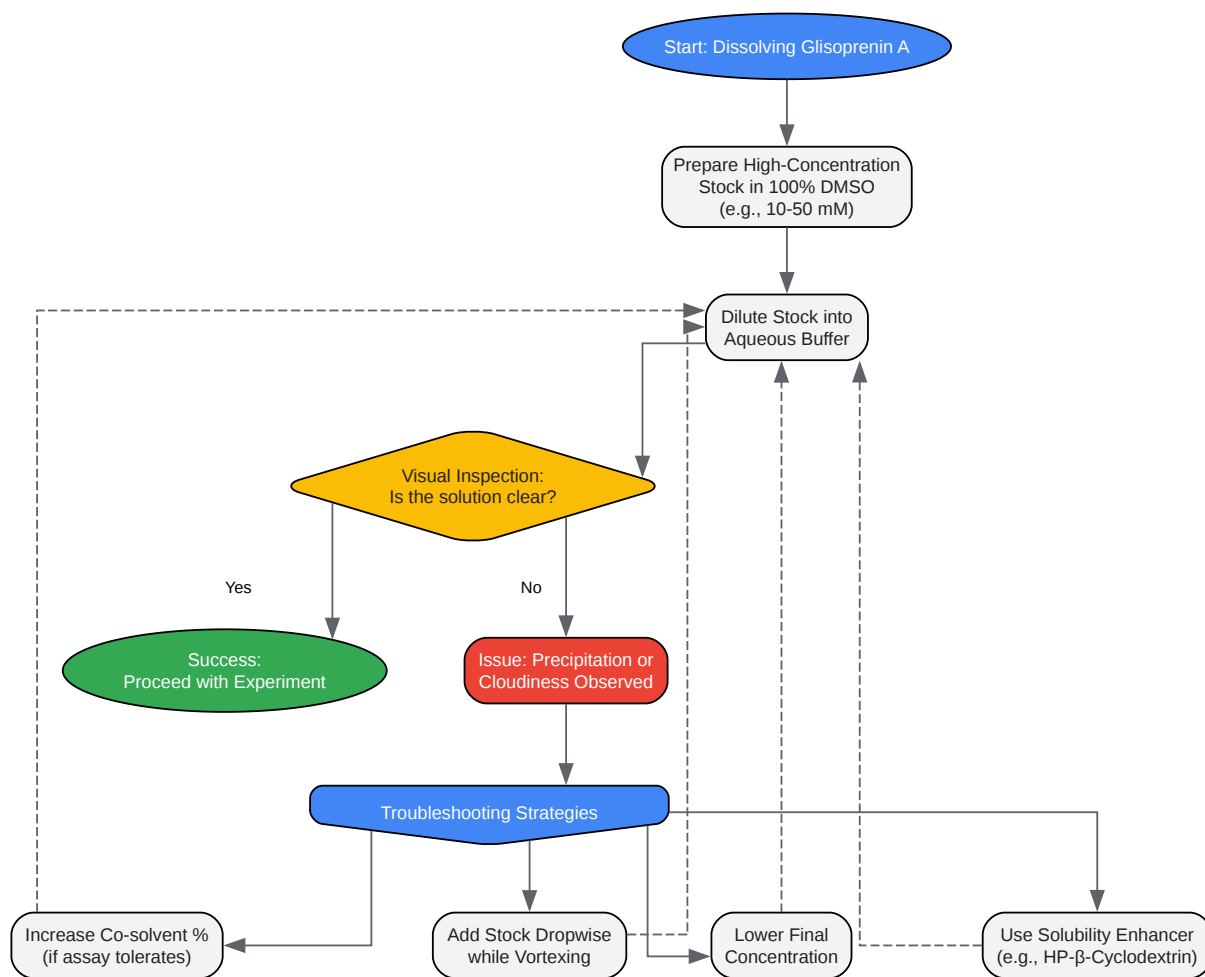 Start: Dissolving Glisoprenin A
Prepare High-Concentration
Stock in 100% DMSO
(e.g., 10-50 mM)
Dilute Stock into
Aqueous Buffer
Visual Inspection:
Is the solution clear?
Yes
No
Success:
Proceed with Experiment
Issue: Precipitation or
Cloudiness Observed
Troubleshooting Strategies
Increase Co-solvent %
(if assay tolerates)
Add Stock Dropwise
while Vortexing
Lower Final
Concentration
Use Solubility Enhancer
(e.g., HP-β-Cyclodextrin)